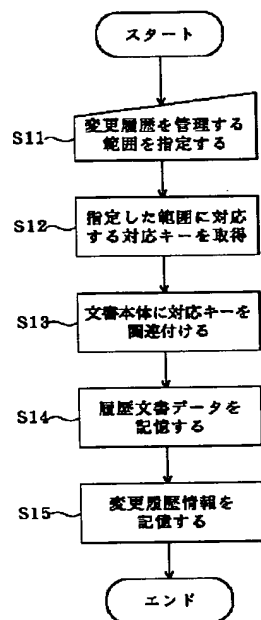 スタート
S11
変更履歴を管理する
範囲を指定する
S12
指定した範囲に対応
する対応キーを取得
S13
文書本体に対応キーを
関連付ける
S14
履歴文書データを
記憶する
S15
変更履歴情報を
記憶する
エンド